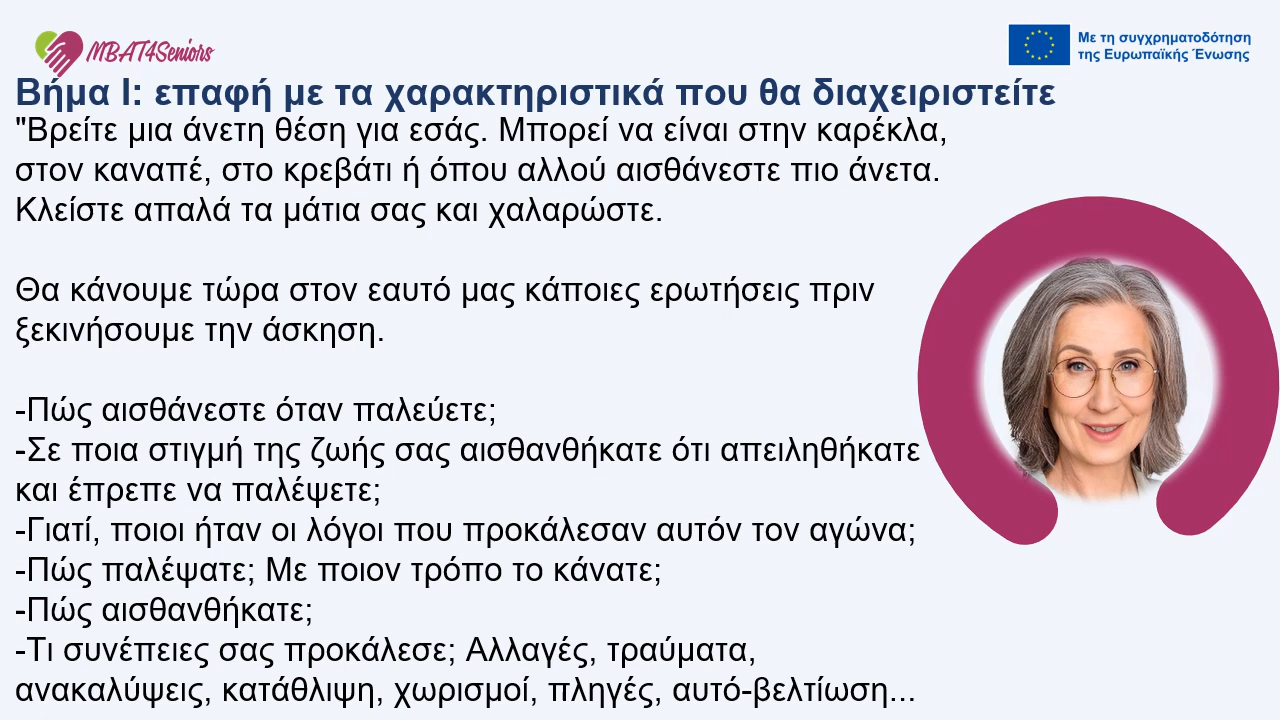 MBAT4Seniors
Με τη συγχρηματοδότηση
της Ευρωπαϊκής Ένωσης
Βήμα Ι: επαφή με τα χαρακτηριστικά που θα διαχειριστείτε
"Βρείτε μια άνετη θέση για εσάς. Μπορεί να είναι στην καρέκλα,
στον καναπέ, στο κρεβάτι ή όπου αλλού αισθάνεστε πιο άνετα.
Κλείστε απαλά τα μάτια σας και χαλαρώστε.
Θα κάνουμε τώρα στον εαυτό μας κάποιες ερωτήσεις πριν
ξεκινήσουμε την άσκηση.
-Πώς αισθάνεστε όταν παλεύετε;
-Σε ποια στιγμή της ζωής σας αισθανθήκατε ότι απειληθήκατε
και έπρεπε να παλέψετε;
-Γιατί, ποιοι ήταν οι λόγοι που προκάλεσαν αυτόν τον αγώνα;
-Πώς παλέψατε; Με ποιον τρόπο το κάνατε;
-Πώς αισθανθήκατε;
-Τι συνέπειες σας προκάλεσε; Αλλαγές, τραύματα,
ανακαλύψεις, κατάθλιψη, χωρισμοί, πληγές, αυτό-βελτίωση...